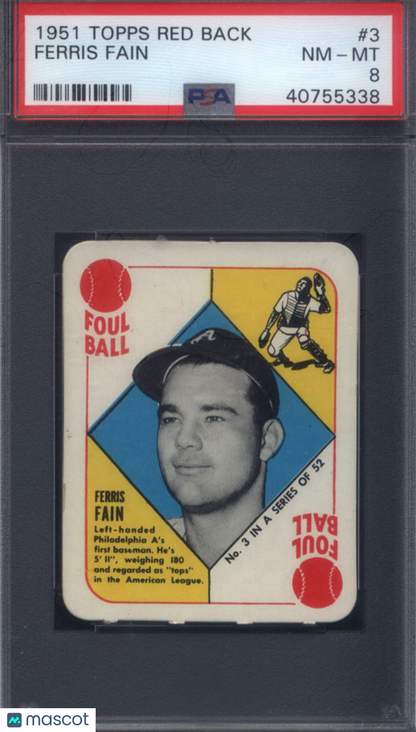 1951 TOPPS RED BACK
FERRIS FAIN
#3
NM-MT
8
PSA
40755338
FOUL
BALL
A
FERRIS
FAIN
Left-handed
Philadelphia A's
first baseman. He's
5' 11", weighing 180
and regarded as "tops"
in the American League.
No. 3 IN A SERIES OF 52
FOUL
BALL
mascot